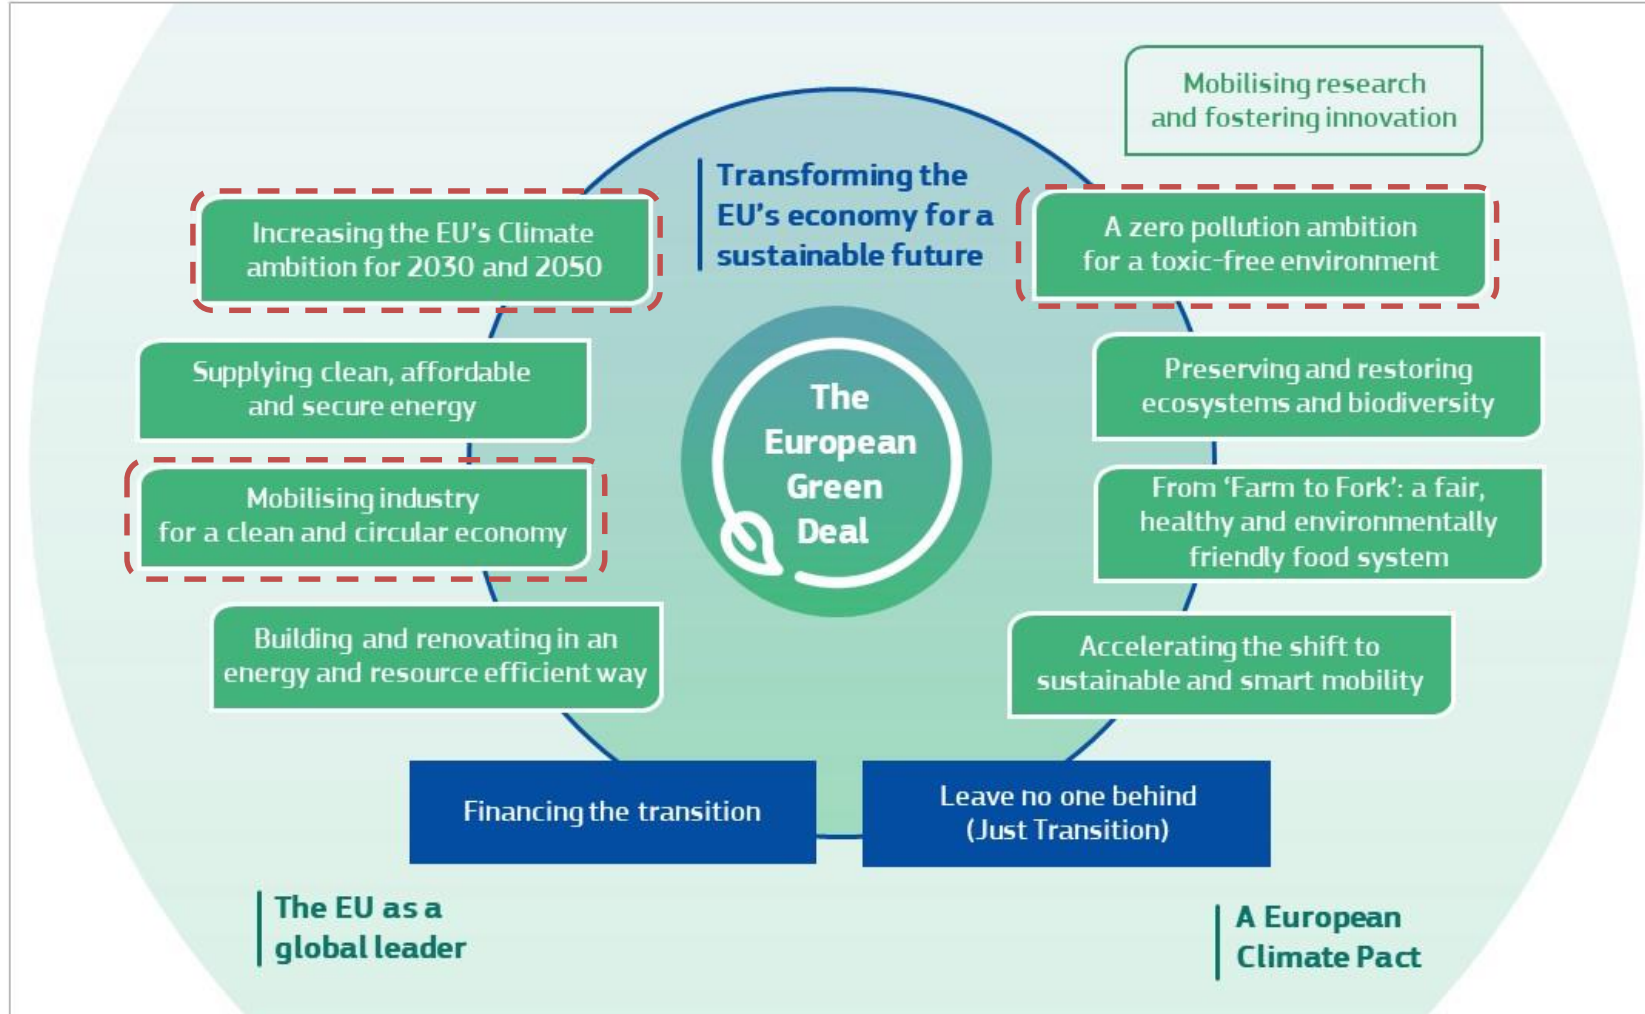 Mobilising research
and fostering innovation
Transforming the
EU's economy for a
sustainable future
Increasing the EU's Climate
ambition for 2030 and 2050
A zero pollution ambition
for a toxic-free environment
Supplying clean, affordable
and secure energy
Preserving and restoring
ecosystems and biodiversity
The
European
Green
Deal
Mobilising industry
for a clean and circular economy
From ‘Farm to Fork’: a fair,
healthy and environmentally
friendly food system
Building and renovating in an
energy and resource efficient way
Accelerating the shift to
sustainable and smart mobility
Financing the transition
Leave no one behind
(Just Transition)
The EU as a
global leader
A European
Climate Pact